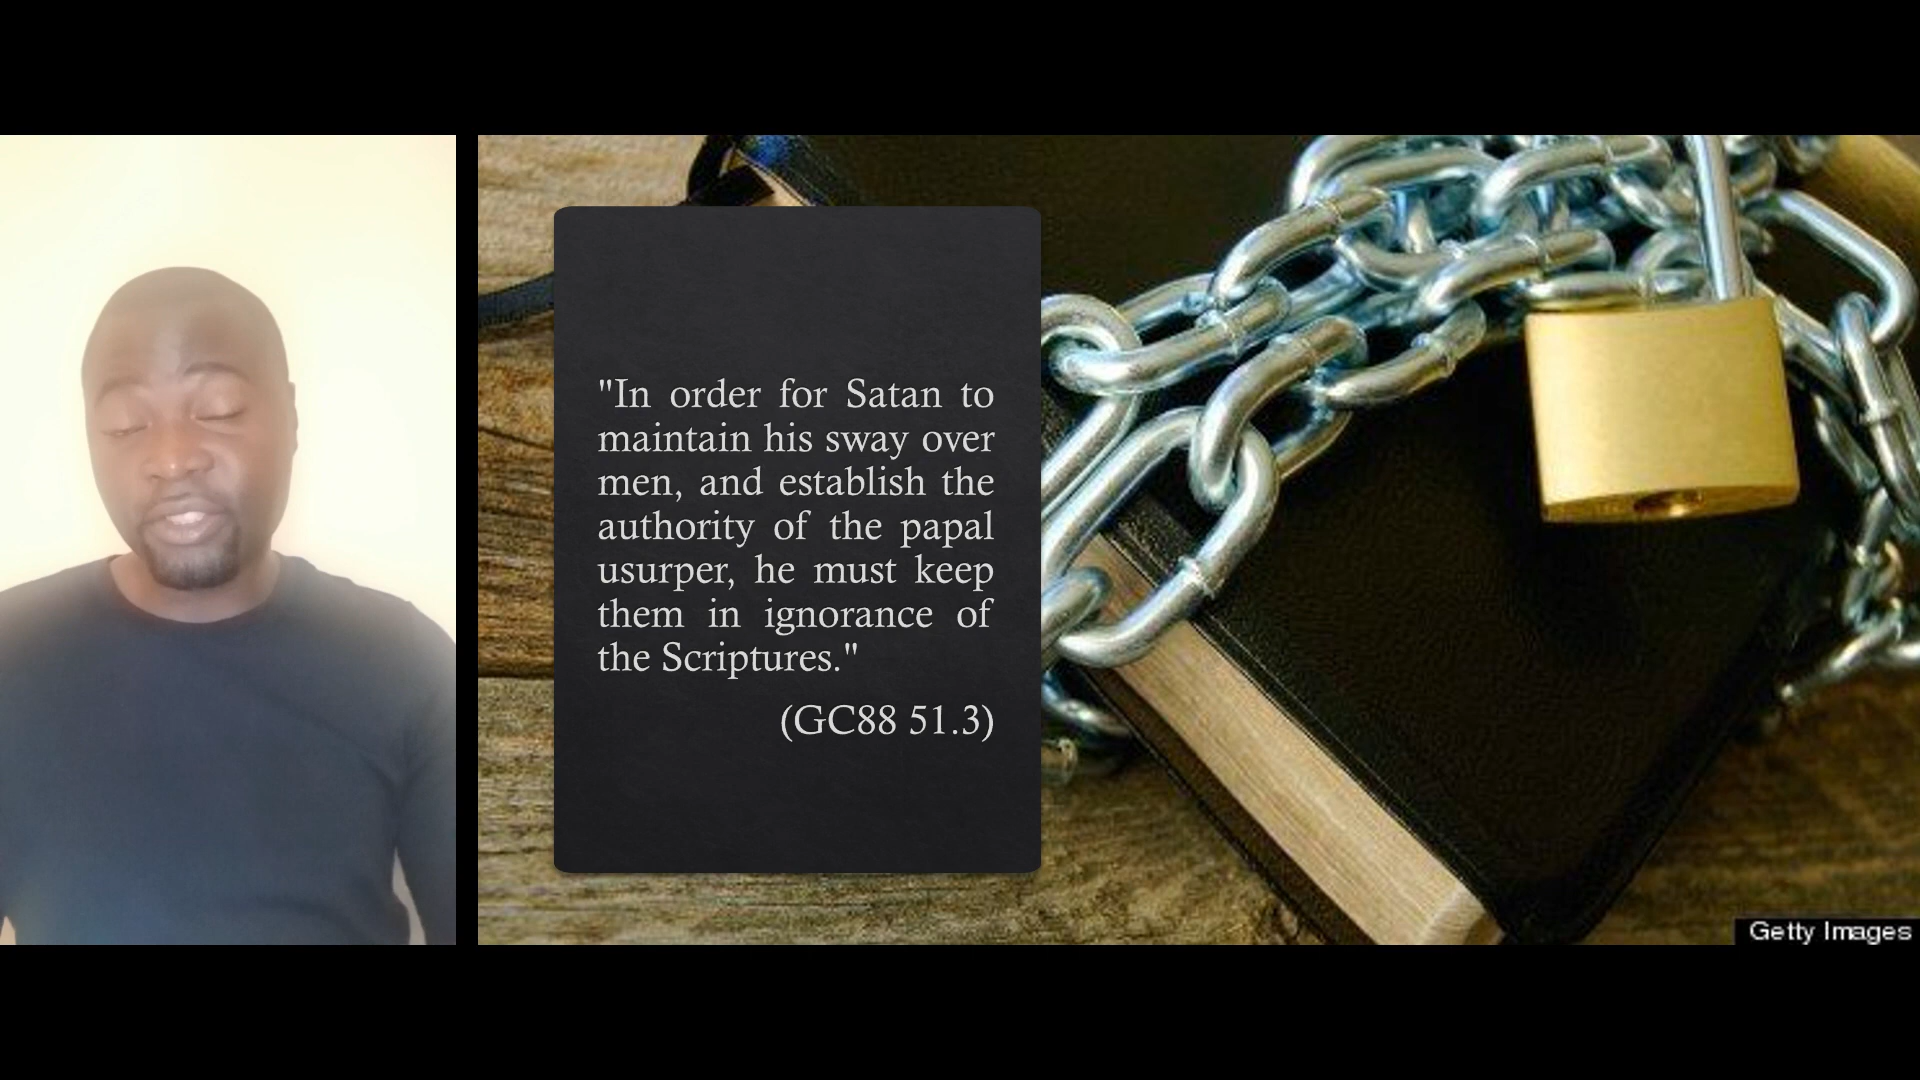 "In order for Satan to
maintain his sway over
men, and establish the
authority of the papal
usurper, he must keep
them in ignorance of
the Scriptures."
(GC88 51.3)
Getty Images